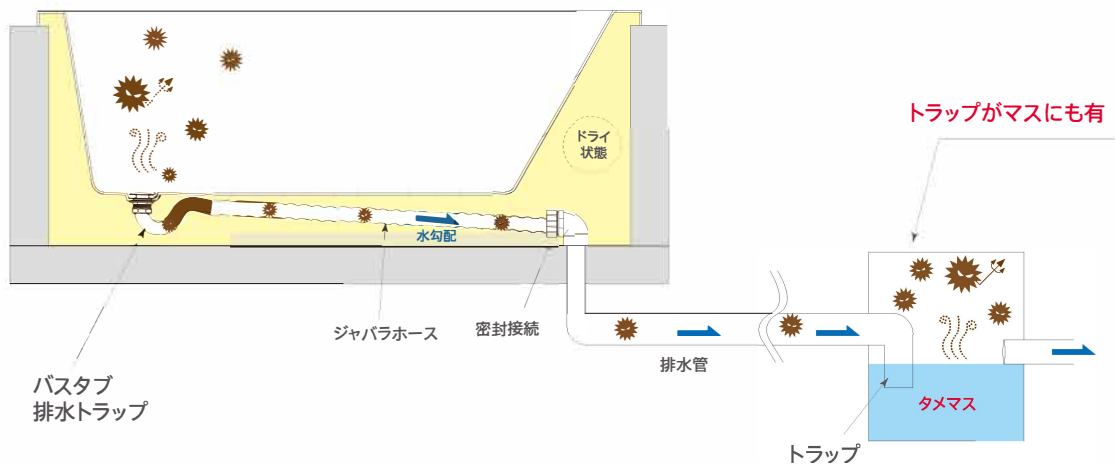 トラップがマスにも有
ドライ
状態
水勾配
ジャバラホース
密封接続
排水管
バスタブ
排水トラップ
タメマス
トラップ